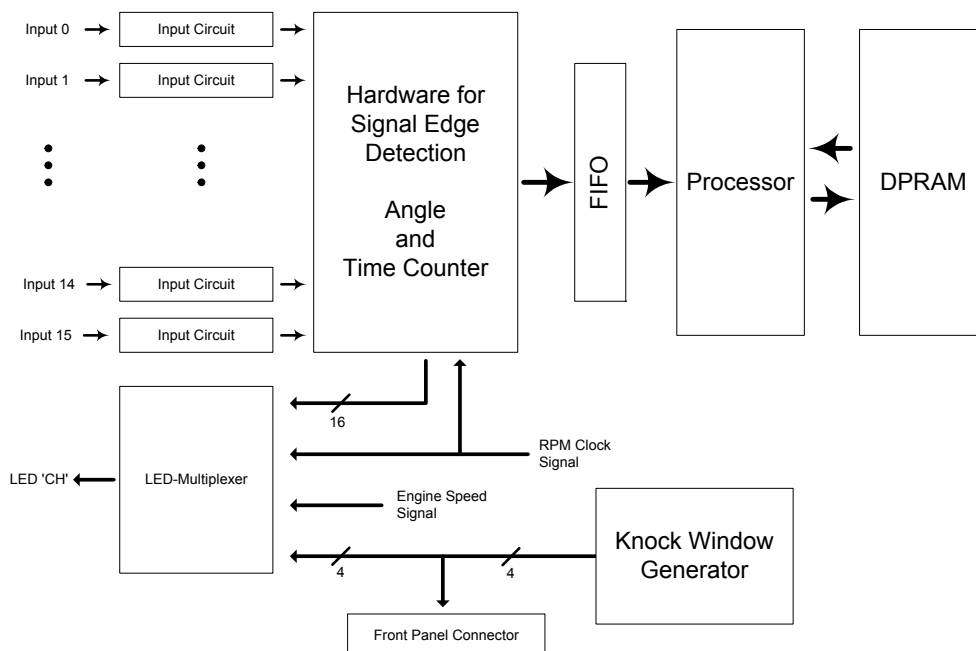 Input 0
Input Circuit
Input 1
Input Circuit
Hardware for
Signal Edge
Detection
Angle
and
Time Counter
FIFO
Processor
DPRAM
Input 14
Input Circuit
Input 15
Input Circuit
16
RPM Clock
Signal
LED 'CH'
LED-Multiplexer
Engine Speed
Signal
4
4
Knock Window
Generator
Front Panel Connector